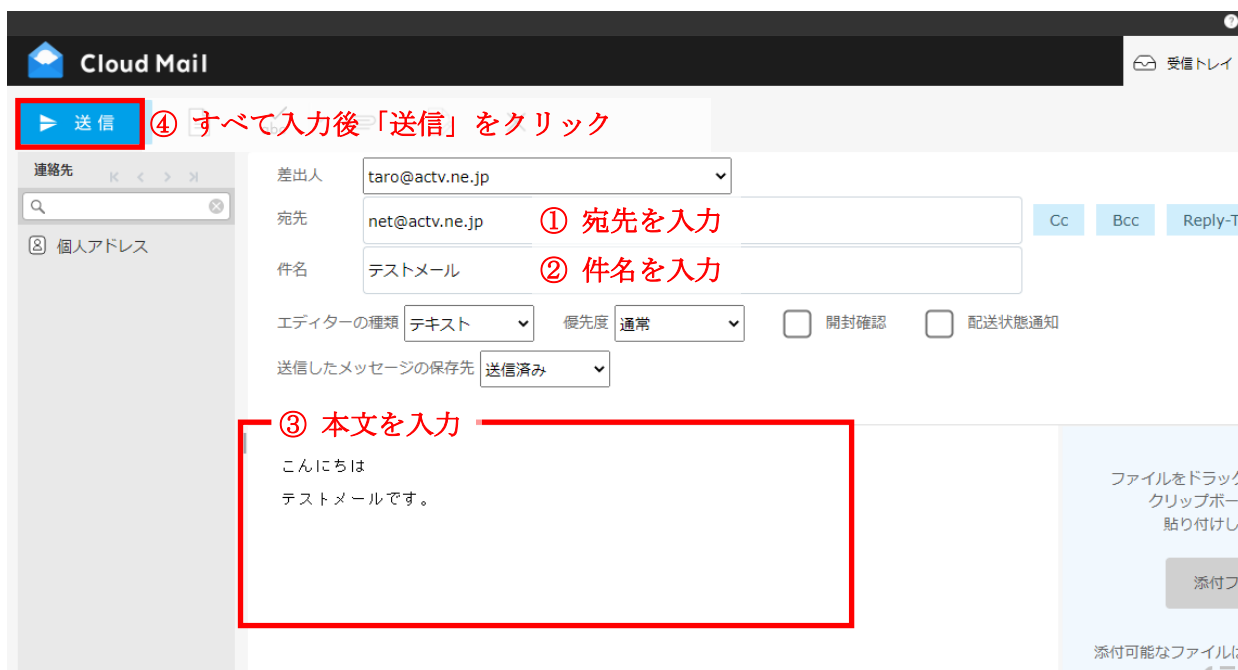 ?
Cloud Mail
受信トレイ
送信
④ すべて入力後「送信」をクリック
連絡先
個人アドレス
差出人 taro@actv.ne.jp
宛先 net@actv.ne.jp ① 宛先を入力 Cc Bcc Reply-T
件名 テストメール ② 件名を入力
エディターの種類 テキスト 優先度 通常 開封確認 配送状態通知
送信したメッセージの保存先 送信済み
③ 本文を入力
こんにちは
テストメールです。
ファイルをドラッグ
クリップボー
貼り付けし
添付フ
添付可能なファイルは